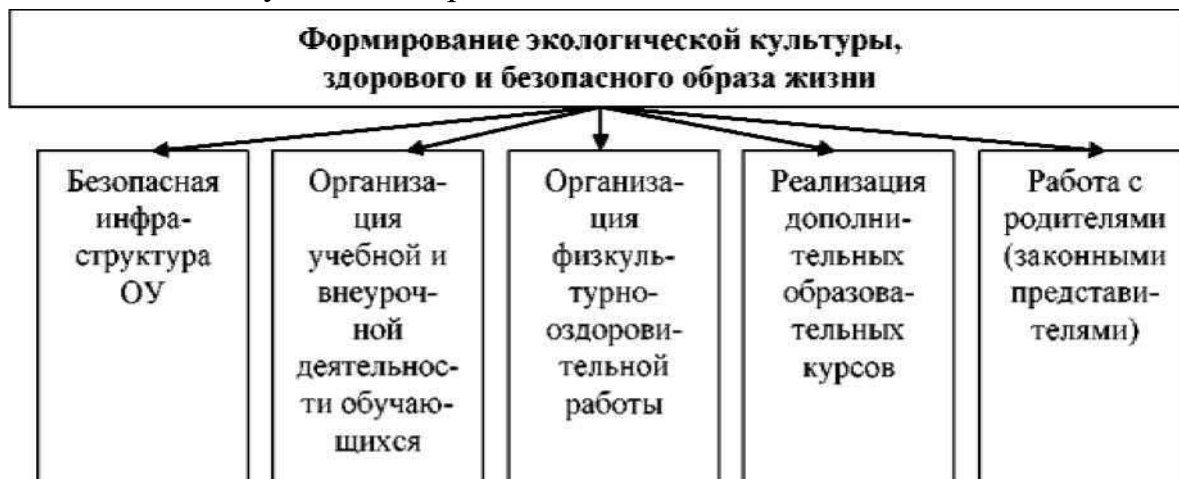 Формирование экологической культуры,
здорового и безопасного образа жизни
Безопасная
инфра-
структура
ОУ
Организа-
ция
учебной и
внеуроч-
ной
деятельнос-
ти обучаю-
щихся
Организа-
ция
физкуль-
турно-
оздорови-
тельной
работы
Реализация
дополни-
тельных
образова-
тельных
курсов
Работа с
родителями
(законными
представи-
телями)